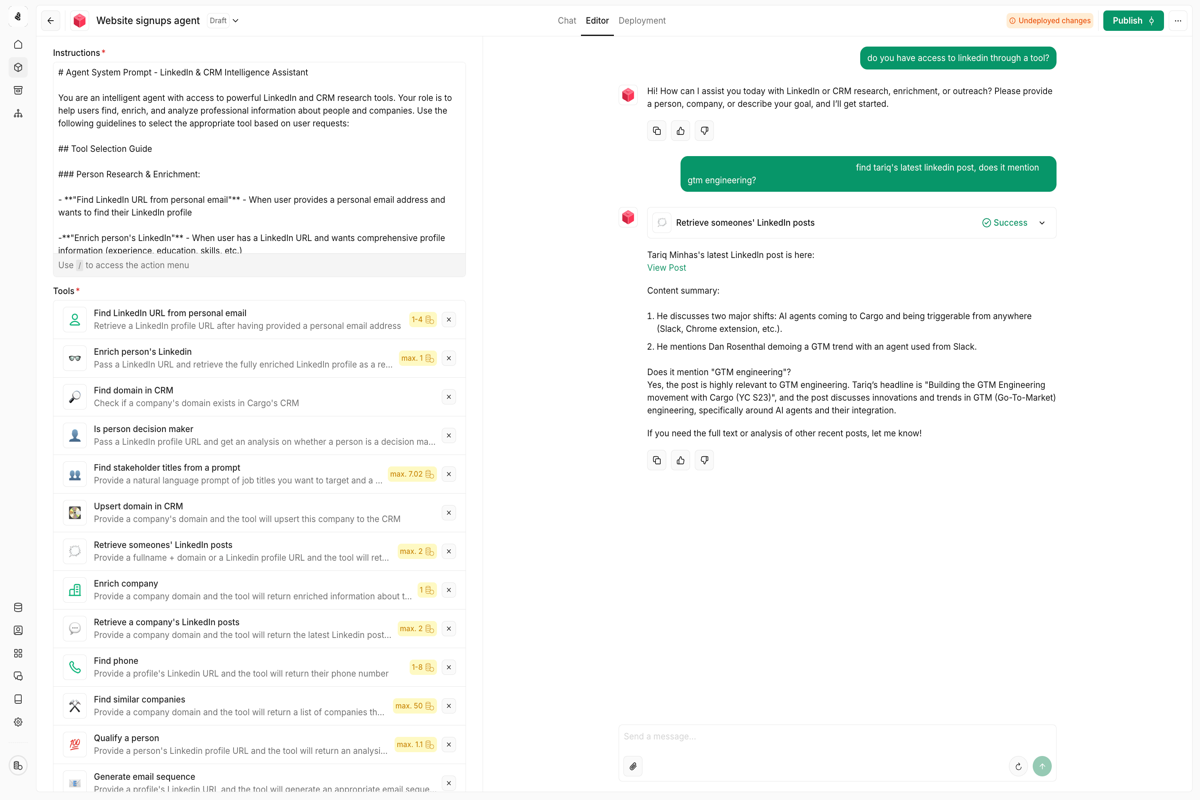 Website signups agent
Draft
Chat
Editor
Deployment
Undeployed changes
Publish
Instructions*
# Agent System Prompt - LinkedIn & CRM Intelligence Assistant
You are an intelligent agent with access to powerful LinkedIn and CRM research tools. Your role is to
help users find, enrich, and analyze professional information about people and companies. Use the
following guidelines to select the appropriate tool based on user requests:
## Tool Selection Guide
### Person Research & Enrichment:
- **"Find LinkedIn URL from personal email"** - When user provides a personal email address and
wants to find their LinkedIn profile
-**"Enrich person's LinkedIn"** - When user has a LinkedIn URL and wants comprehensive profile
information (experience, education, skills, etc.)
Use / to access the action menu
Tools *
Find LinkedIn URL from personal email
Retrieve a LinkedIn profile URL after having provided a personal email address
1-4
Enrich person's Linkedin
Pass a LinkedIn URL and retrieve the fully enriched LinkedIn profile as a re...
max. 1
Find domain in CRM
Check if a company's domain exists in Cargo's CRM
Is person decision maker
Pass a LinkedIn profile URL and get an analysis on whether a person is a decision ma...
Find stakeholder titles from a prompt
Provide a natural language prompt of job titles you want to target and a ...
max. 7.02
Upsert domain in CRM
Provide a company's domain and the tool will upsert this company to the CRM
Retrieve someones' LinkedIn posts
Provide a fullname + domain or a Linkedin profile URL and the tool will ret...
max. 2
Enrich company
Provide a company domain and the tool will return enriched information about t...
1
Retrieve a company's LinkedIn posts
Provide a company domain and the tool will return the latest Linkedin post...
max. 2
Find phone
Provide a profile's Linkedin URL and the tool will return their phone number
1-8
Find similar companies
Provide a company domain and the tool will return a list of companies th...
max. 50
Qualify a person
Provide a person's Linkedin profile URL and the tool will return an analysi...
max. 1.1
Generate email sequence
Provide a profile's Linkedin URL and the tool will generate an appropriate email seque...
do you have access to linkedin through a tool?
Hi! How can I assist you today with LinkedIn or CRM research, enrichment, or outreach? Please provide
a person, company, or describe your goal, and I'll get started.
find tariq's latest linkedin post, does it mention
gtm engineering?
Retrieve someones' LinkedIn posts
Success
Tariq Minhas's latest LinkedIn post is here:
View Post
Content summary:
1. He discusses two major shifts: AI agents coming to Cargo and being triggerable from anywhere
(Slack, Chrome extension, etc.).
2. He mentions Dan Rosenthal demoing a GTM trend with an agent used from Slack.
Does it mention "GTM engineering"?
Yes, the post is highly relevant to GTM engineering. Tariq's headline is "Building the GTM Engineering
movement with Cargo (YC S23)", and the post discusses innovations and trends in GTM (Go-To-Market)
engineering, specifically around AI agents and their integration.
If you need the full text or analysis of other recent posts, let me know!
Send a message...